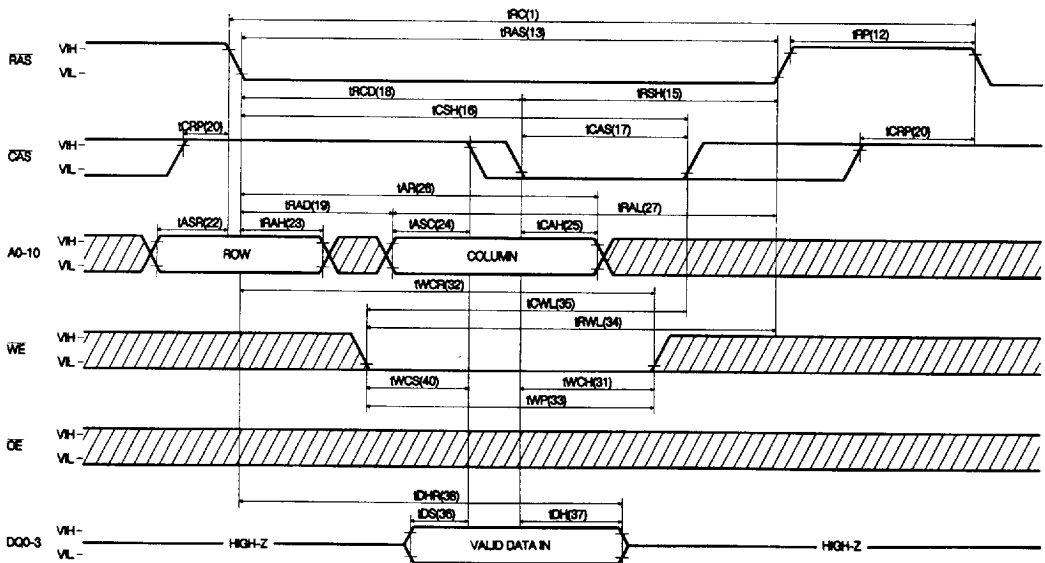 tRC(1)
tRAS(13)
tRP(12)
RAS
VIH
VIL
tRCD(18)
tRSH(15)
tCSH(16)
tCRP(20)
tCAS(17)
tCRP(20)
CAS
VIH
VIL
tAR(26)
tRAD(19)
tRAL(27)
tASR(22)
tRAH(23)
tASC(24)
tCAH(25)
A0-10
VIH
VIL
ROW
COLUMN
tWCR(32)
tCWL(35)
tRWL(34)
WE
VIH
VIL
tWCS(40)
tWCH(31)
tWP(33)
OE
VIH
VIL
tDHR(38)
tDS(36)
tDH(37)
DQ0-3
VIH
VIL
HIGH-Z
VALID DATA IN
HIGH-Z